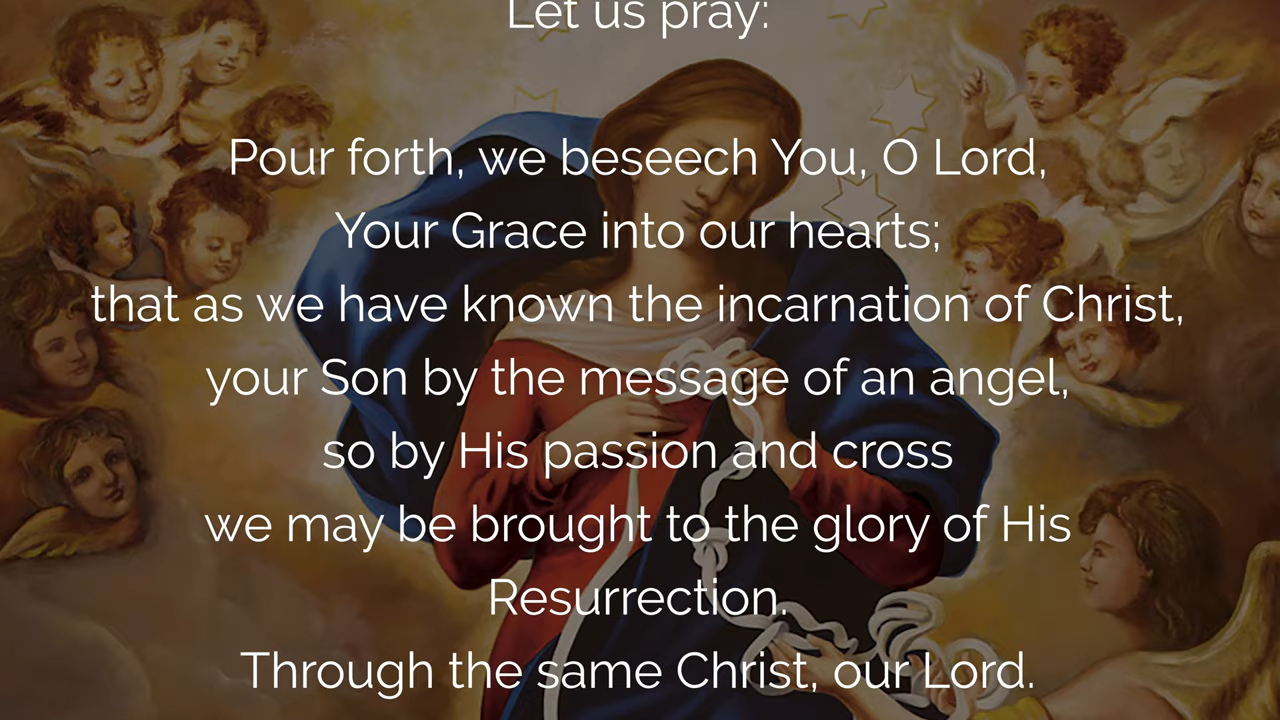 Let us pray:
Pour forth, we beseech You, O Lord,
Your Grace into our hearts;
that as we have known the incarnation of Christ,
your Son by the message of an angel,
so by His passion and cross
we may be brought to the glory of His
Resurrection.
Through the same Christ, our Lord.